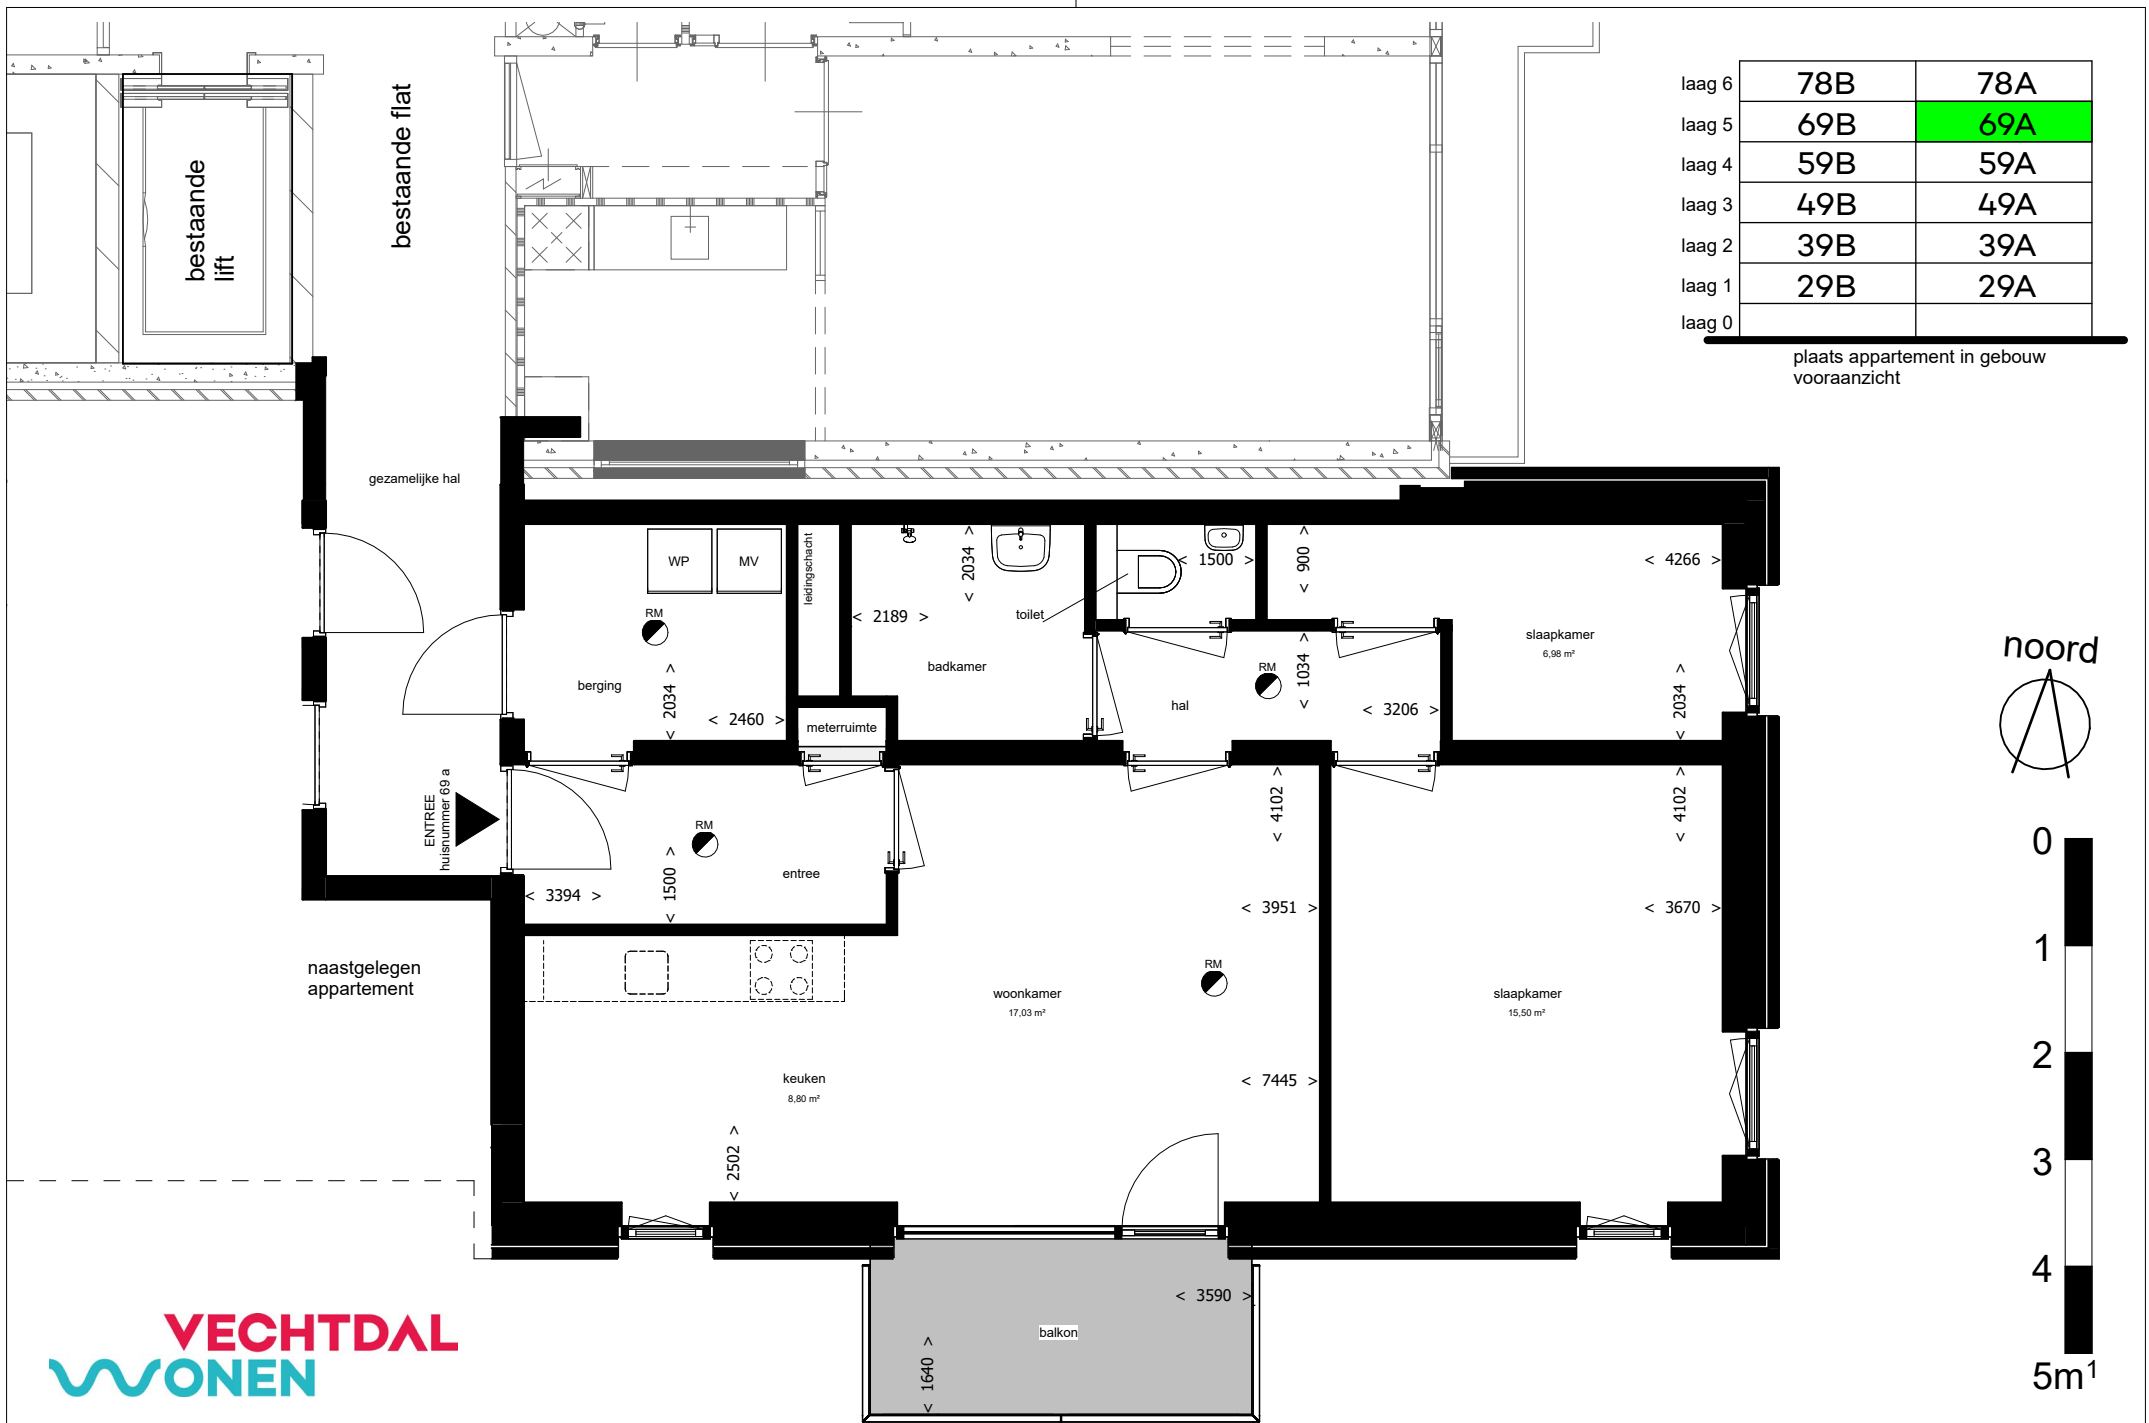 bestaande
lift
bestaande flat
laag 6 78B 78A
laag 5 69B 69A
laag 4 59B 59A
laag 3 49B 49A
laag 2 39B 39A
laag 1 29B 29A
laag 0
plaats appartement in gebouw
vooraanzicht
gezamelijke hal
WP
MV
leidingschacht
< 2034 >
< 1500 >
< 900 >
< 4266 >
RM
< 2189 >
toilet
slaapkamer
6,98 m²
noord
badkamer
berging
< 2034 >
< 2460 >
meterruimte
hal
RM
< 1034 >
< 3206 >
< 2034 >
ENTREE
huisnummer 69 a
RM
< 1500 >
entree
< 3394 >
< 4102 >
< 4102 >
< 3951 >
< 3670 >
naastgelegen
appartement
RM
woonkamer
17,03 m²
slaapkamer
15,50 m²
keuken
8,80 m²
< 7445 >
< 2502 >
< 3590 >
balkon
< 1640 >
0
1
2
3
4
5m¹
VECHTDAL
WONEN